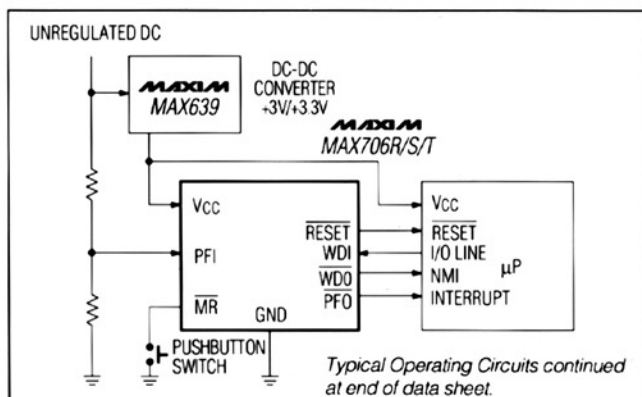 UNREGULATED DC
MAXIM
MAX639
DC-DC
CONVERTER
+3V/+3.3V
MAXIM
MAX706R/S/T
VCC
PFI
MR
GND
RESET
WDI
WDO
PFO
VCC
RESET
I/O LINE
NMI
INTERRUPT
μP
PUSHBUTTON
SWITCH
Typical Operating Circuits continued
at end of data sheet.